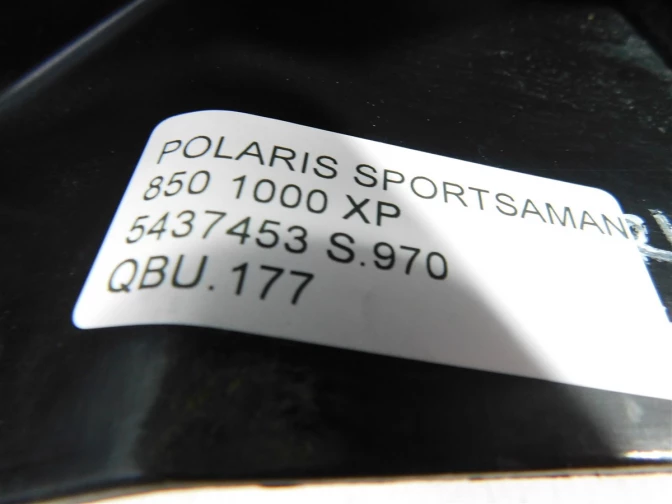 POLARIS SPORTSAMAN
850 1000 XP
5437453 S.970
QBU.177